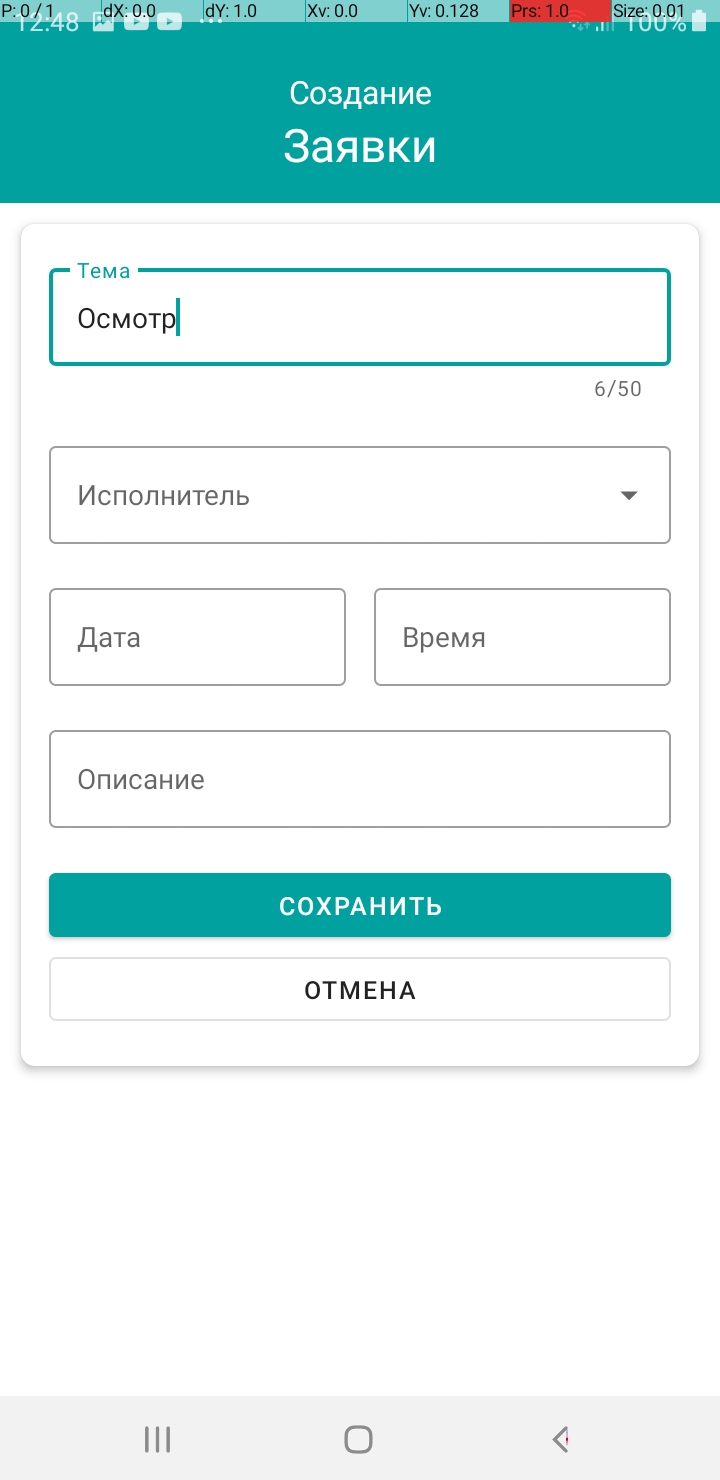 P: 0 / 1 dX: 0.0 dY: 1.0 Xv: 0.0 Yv: 0.128 Prs: 1.0 Size: 0.01
12:48 100%
Создание
Заявки
Тема
Осмотр
6/50
Исполнитель
Дата Время
Описание
СОХРАНИТЬ
ОТМЕНА